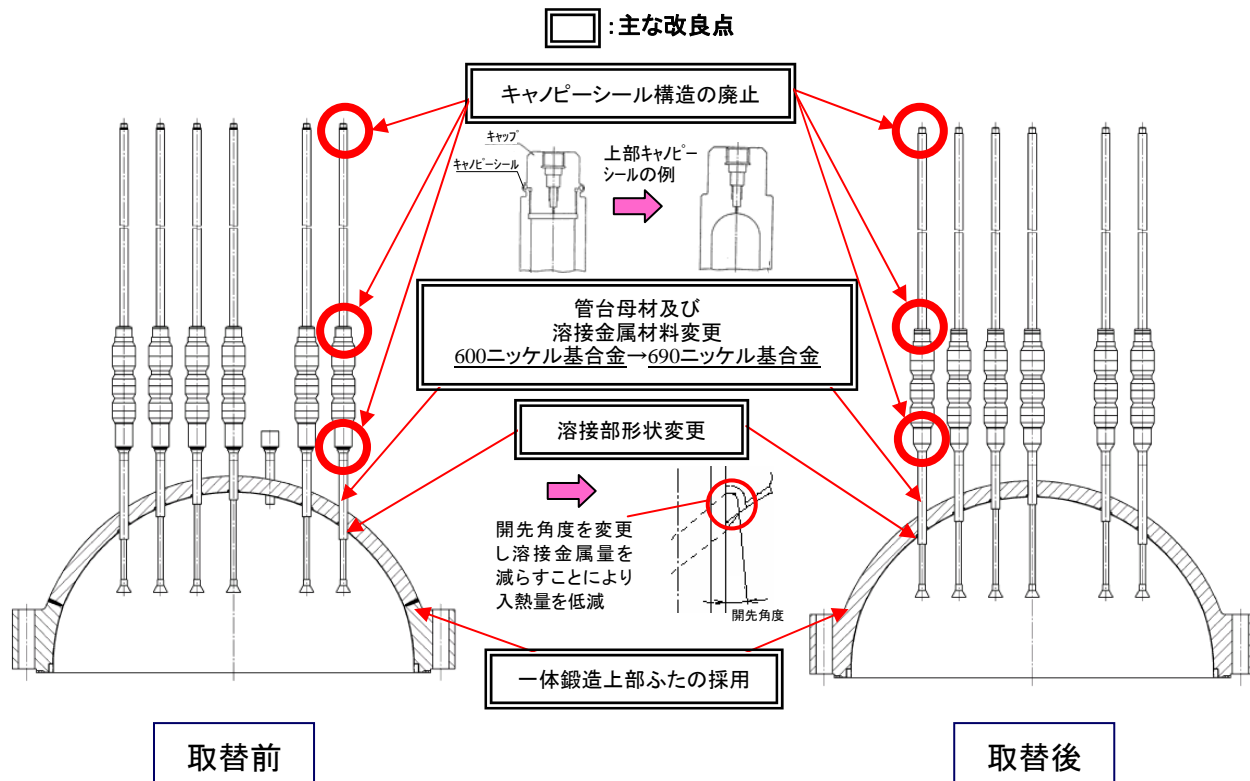 :主な改良点
キャノピーシール構造の廃止
キャップ
キャノピーシール
上部キャノピー
シールの例
管台母材及び
溶接金属材料変更
600ニッケル基合金→690ニッケル基合金
溶接部形状変更
開先角度を変更
し溶接金属量を
減らすことにより
入熱量を低減
開先角度
一体鍛造上部ふたの採用
取替前
取替後